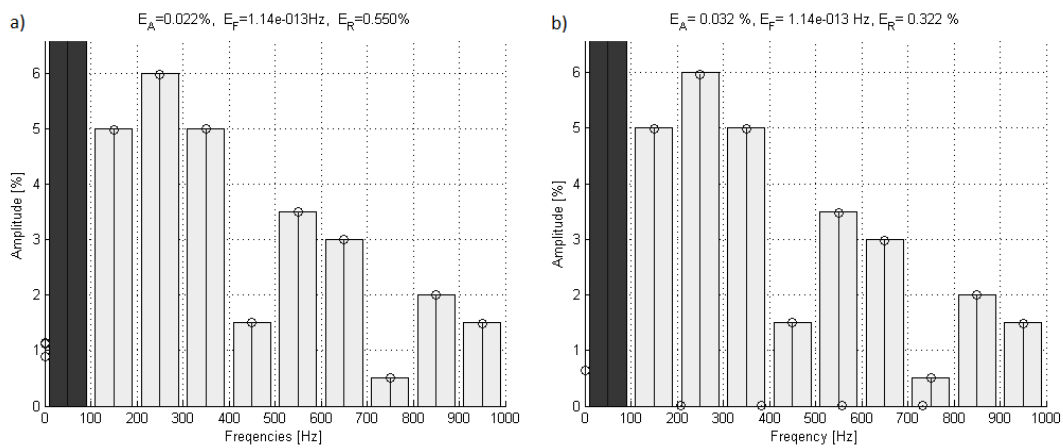 a) E_A=0.022%, E_F=1.14e-013Hz, E_R=0.550%
Amplitude [%]
6
5
4
3
2
1
0
0 100 200 300 400 500 600 700 800 900 1000
Freqencies [Hz]
b) E_A= 0.032 %, E_F= 1.14e-013 Hz, E_R= 0.322 %
Amplitude [%]
6
5
4
3
2
1
0
0 100 200 300 400 500 600 700 800 900 1000
Freqency [Hz]